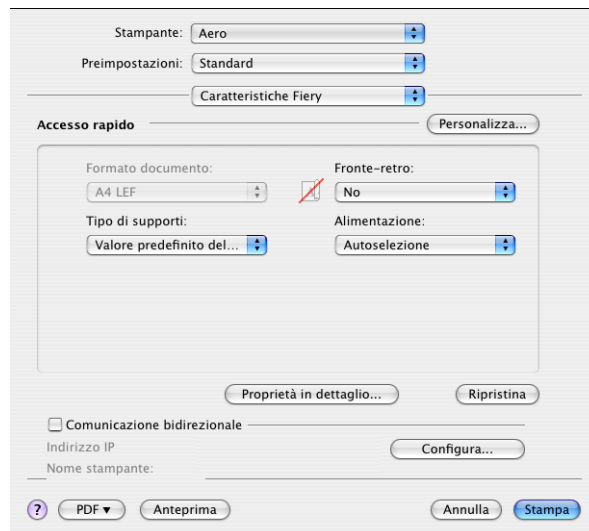 Stampante: Aero
Preimpostazioni: Standard
Caratteristiche Fiery
Accesso rapido Personalizza...
Formato documento: Fronte-retro:
A4 LEF No
Tipo di supporti: Alimentazione:
Valore predefinito del... Autoselezione
Proprietà in dettaglio... Ripristina
Comunicazione bidirezionale
Indirizzo IP Configura...
Nome stampante:
? PDF ▼ Anteprima Annulla Stampa